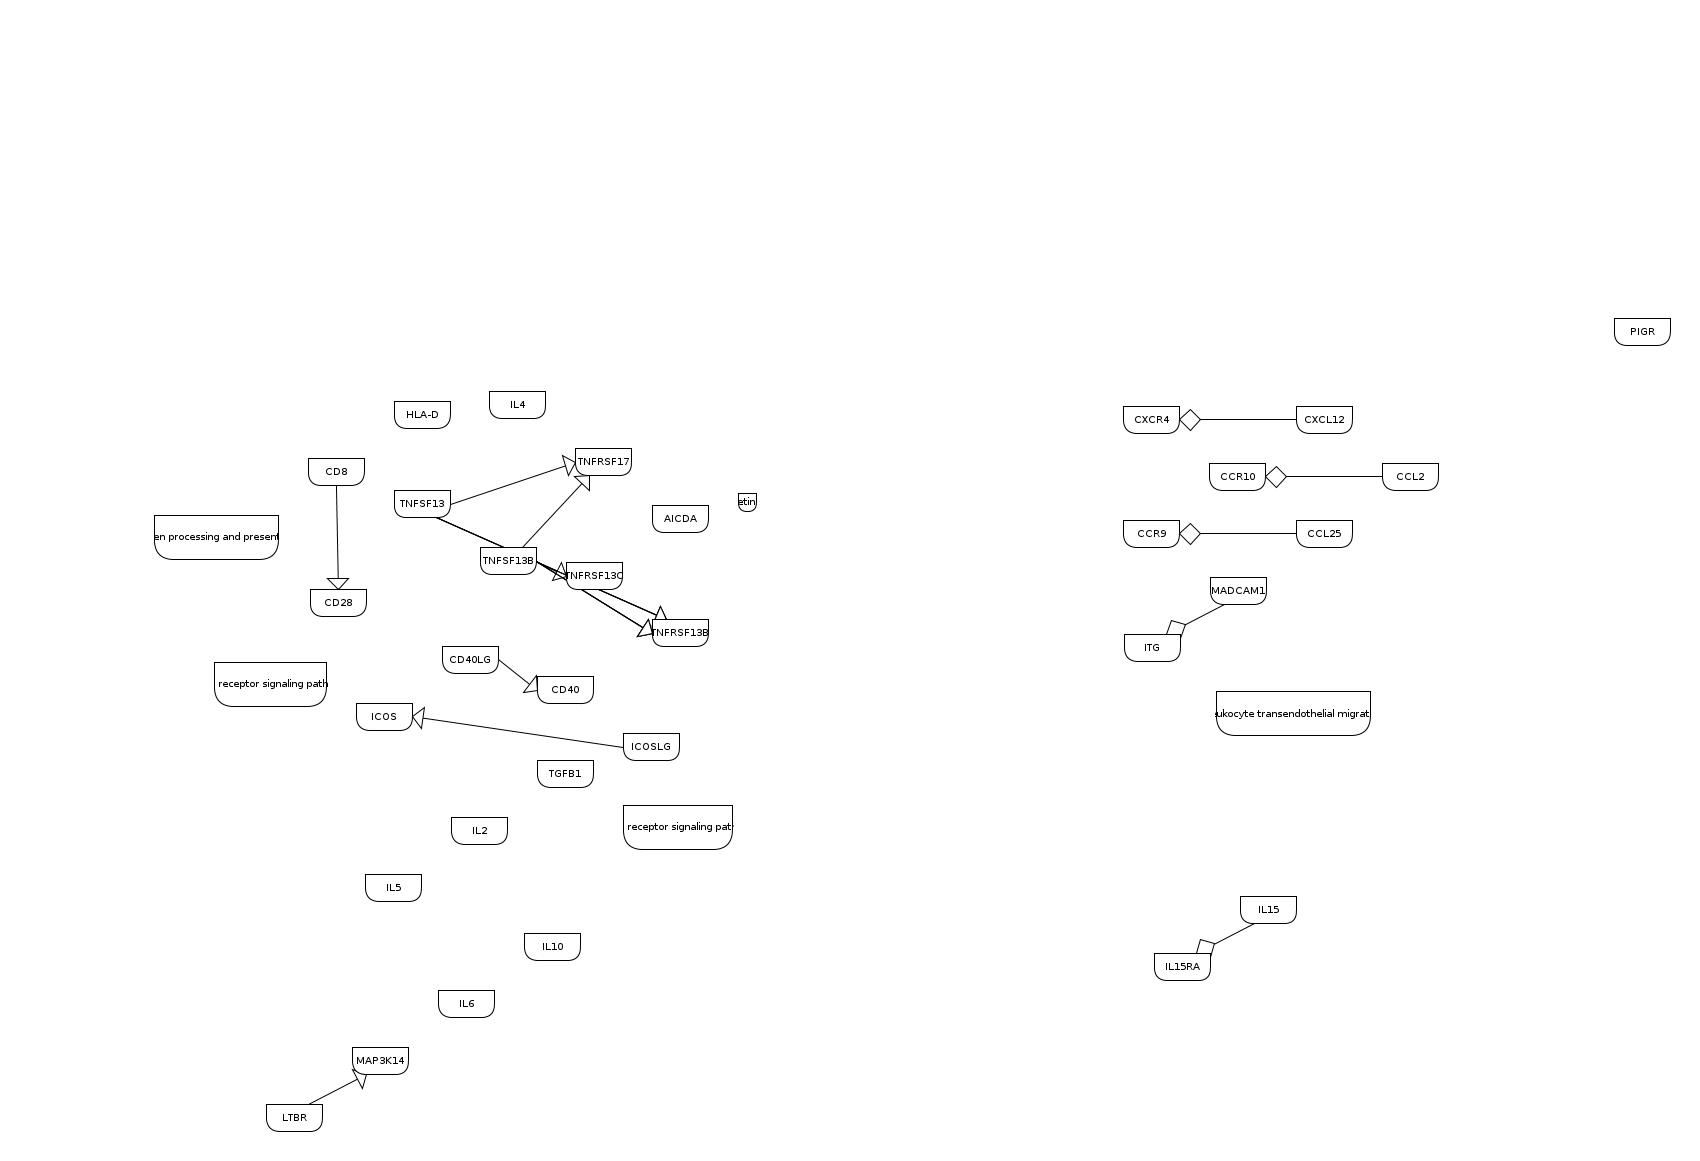 PIGR
IL4
HLA-D
CXCR4
CXCL12
TNFRSF17
CD8
CCR10
CCL2
TNFSF13
etin
AICDA
CCR9
CCL25
en processing and present
TNFSF13B
TNFRSF13C
MADCAM1
CD28
TNFRSF13B
ITG
CD40LG
receptor signaling path
CD40
ICOS
ukocyte transendothelial migrat
ICOSLG
TGFB1
receptor signaling pat
IL2
IL5
IL15
IL10
IL15RA
IL6
MAP3K14
LTBR